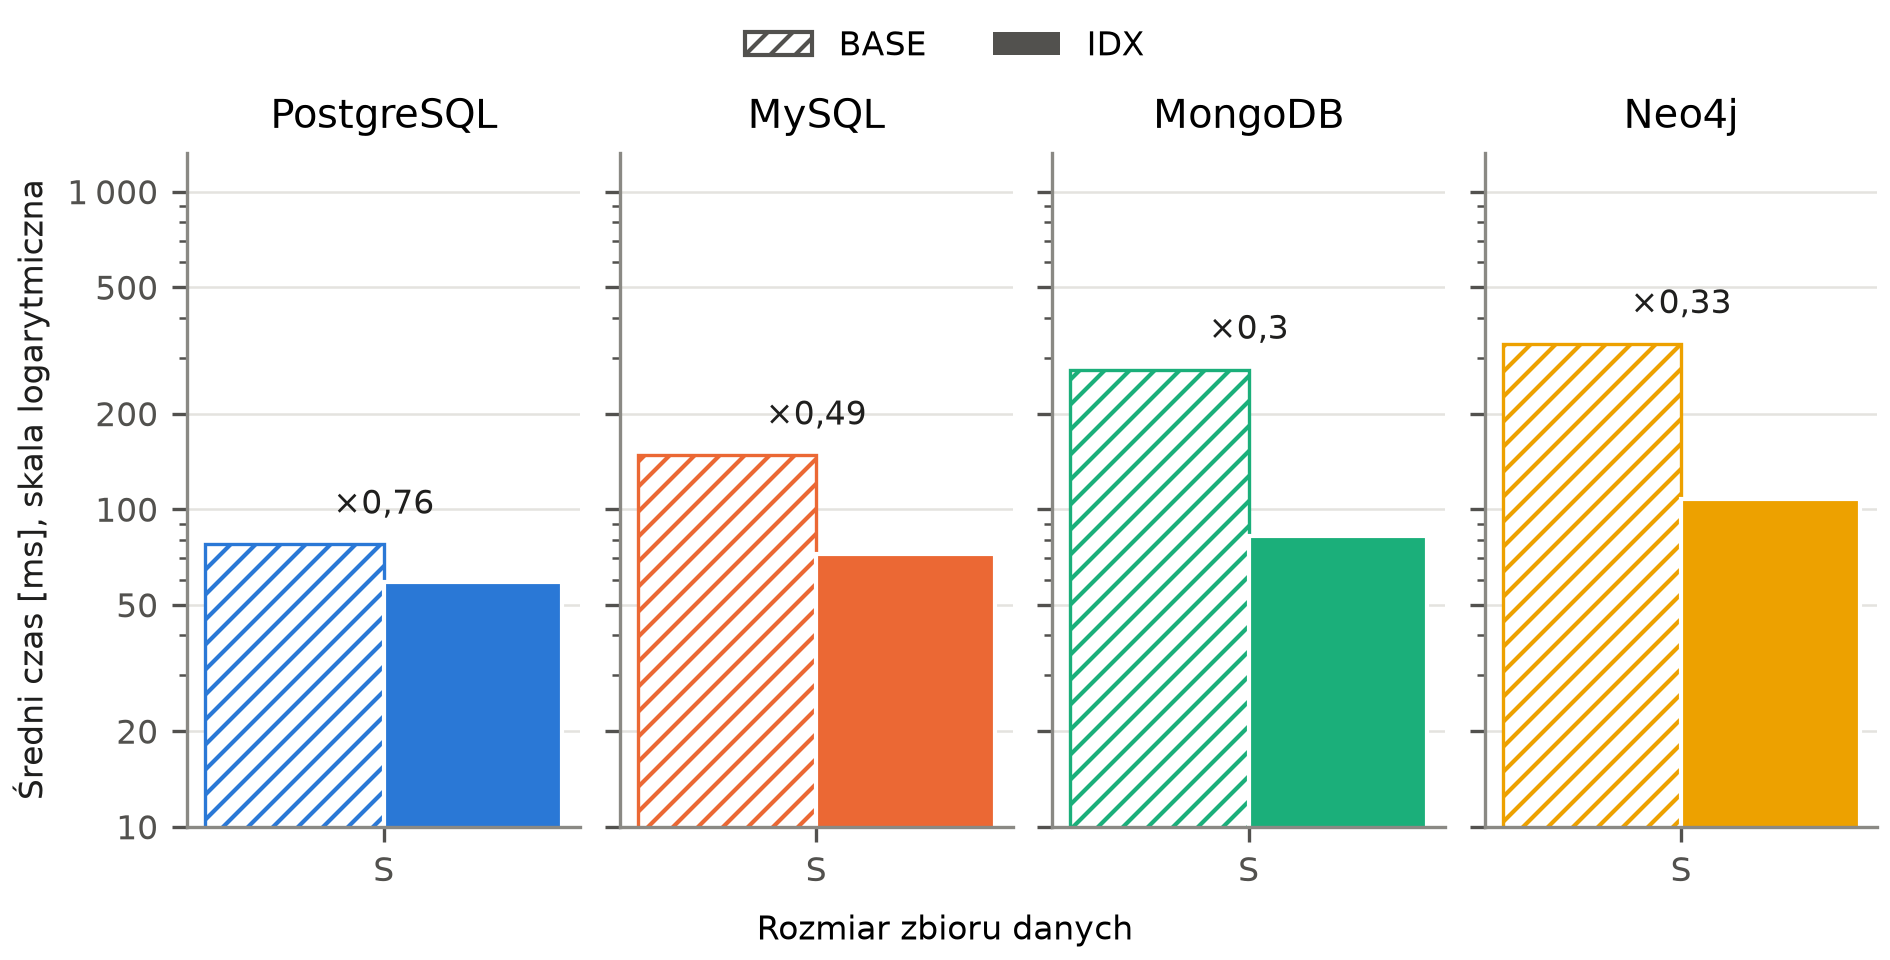 BASE IDX
PostgreSQL MySQL MongoDB Neo4j
Średni czas [ms], skala logarytmiczna
1 000
500
200
100
50
20
10
×0,76
×0,49
×0,3
×0,33
S S S S
Rozmiar zbioru danych